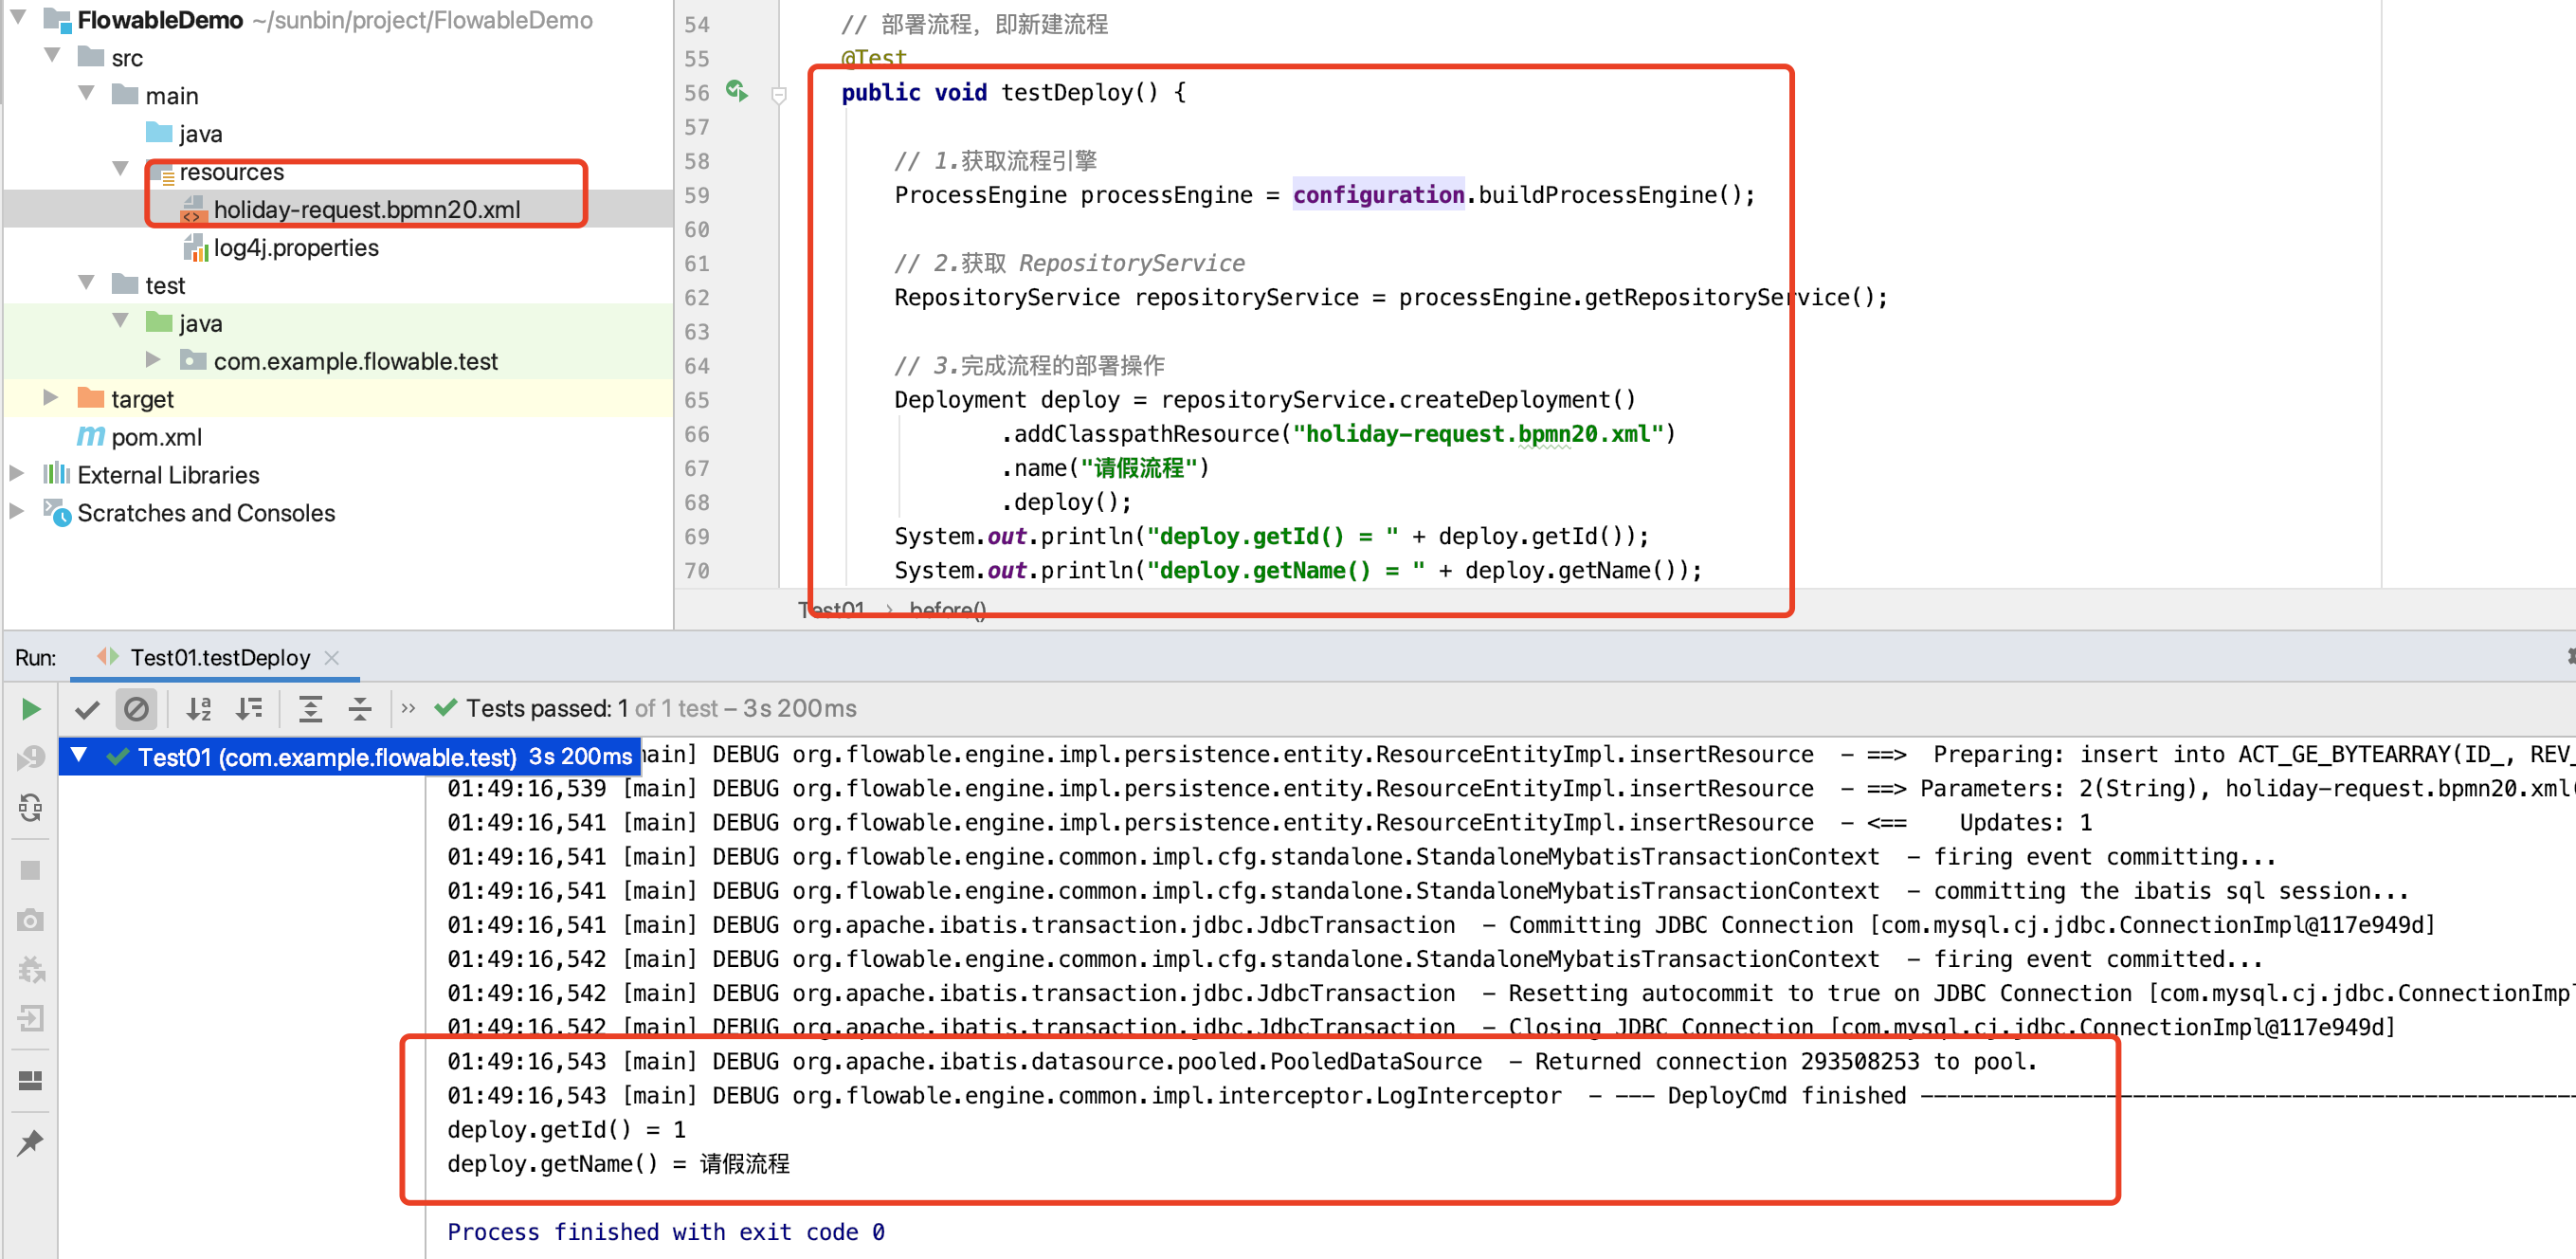 FlowableDemo ~/sunbin/project/FlowableDemo
src
main
java
resources
holiday-request.bpmn20.xml
log4j.properties
test
java
com.example.flowable.test
target
pom.xml
External Libraries
Scratches and Consoles
54 // 部署流程，即新建流程
55 @Test
56 public void testDeploy() {
57
58 // 1.获取流程引擎
59 ProcessEngine processEngine = configuration.buildProcessEngine();
60
61 // 2.获取 RepositoryService
62 RepositoryService repositoryService = processEngine.getRepositoryService();
63
64 // 3.完成流程的部署操作
65 Deployment deploy = repositoryService.createDeployment()
66 .addClasspathResource("holiday-request.bpmn20.xml")
67 .name("请假流程")
68 .deploy();
69 System.out.println("deploy.getId() = " + deploy.getId());
70 System.out.println("deploy.getName() = " + deploy.getName());
Test01 › before()
Run: Test01.testDeploy
Tests passed: 1 of 1 test – 3 s 200 ms
Test01 (com.example.flowable.test) 3 s 200 ms
main] DEBUG org.flowable.engine.impl.persistence.entity.ResourceEntityImpl.insertResource - ==> Preparing: insert into ACT_GE_BYTEARRAY(ID_, REV_
01:49:16,539 [main] DEBUG org.flowable.engine.impl.persistence.entity.ResourceEntityImpl.insertResource - ==> Parameters: 2(String), holiday-request.bpmn20.xml(
01:49:16,541 [main] DEBUG org.flowable.engine.impl.persistence.entity.ResourceEntityImpl.insertResource - <== Updates: 1
01:49:16,541 [main] DEBUG org.flowable.engine.common.impl.cfg.standalone.StandaloneMybatisTransactionContext - firing event committing...
01:49:16,541 [main] DEBUG org.flowable.engine.common.impl.cfg.standalone.StandaloneMybatisTransactionContext - committing the ibatis sql session...
01:49:16,541 [main] DEBUG org.apache.ibatis.transaction.jdbc.JdbcTransaction - Committing JDBC Connection [com.mysql.cj.jdbc.ConnectionImpl@117e949d]
01:49:16,542 [main] DEBUG org.flowable.engine.common.impl.cfg.standalone.StandaloneMybatisTransactionContext - firing event committed...
01:49:16,542 [main] DEBUG org.apache.ibatis.transaction.jdbc.JdbcTransaction - Resetting autocommit to true on JDBC Connection [com.mysql.cj.jdbc.ConnectionImpl
01:49:16,542 [main] DEBUG org.apache.ibatis.transaction.jdbc.JdbcTransaction - Closing JDBC Connection [com.mysql.cj.jdbc.ConnectionImpl@117e949d]
01:49:16,543 [main] DEBUG org.apache.ibatis.datasource.pooled.PooledDataSource - Returned connection 293508253 to pool.
01:49:16,543 [main] DEBUG org.flowable.engine.common.impl.interceptor.LogInterceptor - --- DeployCmd finished --------------------------------------------------
deploy.getId() = 1
deploy.getName() = 请假流程
Process finished with exit code 0